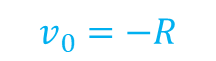 v₀ = −R